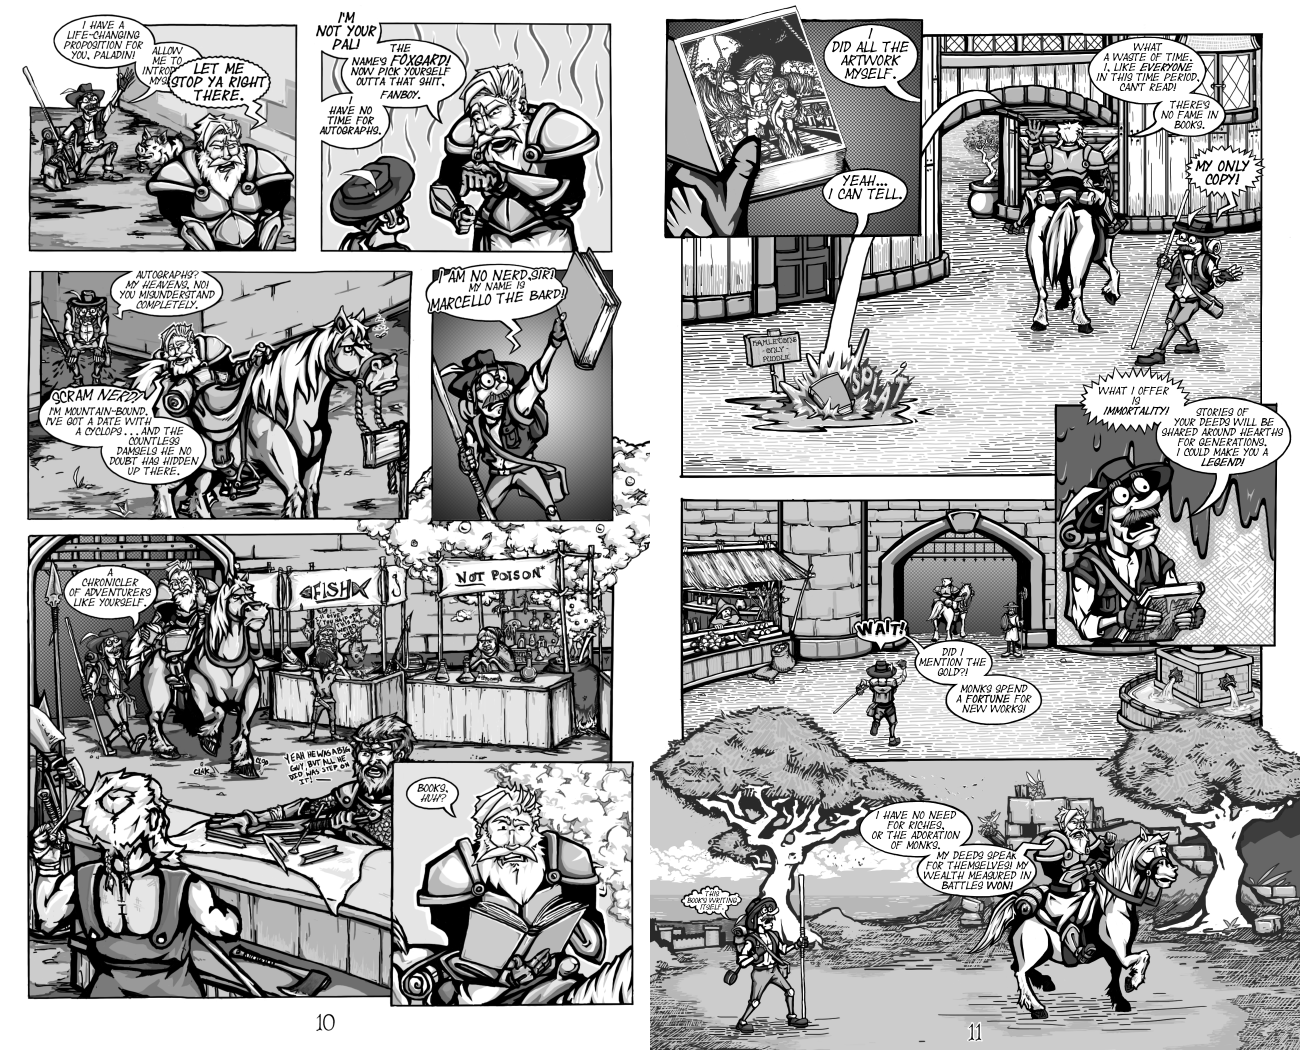 I HAVE A
LIFE-CHANGING
PROPOSITION FOR
YOU, PALADIN!
ALLOW
ME TO
INTROD
MYS
LET ME
STOP YA RIGHT
THERE.
I'M
NOT YOUR
PAL!
THE
NAME'S FOXGARD!
NOW PICK YOURSELF
OUTTA THAT SHIT,
FANBOY.
I
HAVE NO
TIME FOR
AUTOGRAPHS.
AUTOGRAPHS?
MY HEAVENS, NO!
YOU MISUNDERSTAND
COMPLETELY.
SCRAM NERD!
I'M MOUNTAIN-BOUND.
I'VE GOT A DATE WITH
A CYCLOPS...AND THE
COUNTLESS
DAMSELS HE NO
DOUBT HAS HIDDEN
UP THERE.
I AM NO NERD, SIR!
MY NAME IS
MARCELLO THE BARD!
A
CHRONICLER
OF ADVENTURERS
LIKE YOURSELF.
FISH
NOT POISON*
CLAK
CLOP
YEAH HE WAS A BIG
GUY, BUT ALL HE
DID WAS STEP ON
IT!
BOOKS,
HUH?
10
I
DID ALL THE
ARTWORK
MYSELF.
YEAH...
I CAN TELL.
WHAT
A WASTE OF TIME.
I, LIKE EVERYONE
IN THIS TIME PERIOD,
CAN'T READ!
THERE'S
NO FAME IN
BOOKS.
MY ONLY
COPY!
HAMLETONS
-ONLY-
PUDDLE
SPLAT
WHAT I OFFER
IS
IMMORTALITY!
STORIES OF
YOUR DEEDS WILL BE
SHARED AROUND HEARTHS
FOR GENERATIONS.
I COULD MAKE YOU A
LEGEND!
WAIT!
DID I
MENTION THE
GOLD?!
MONKS SPEND
A FORTUNE FOR
NEW WORKS!
I HAVE NO NEED
FOR RICHES,
OR THE ADORATION
OF MONKS.
MY DEEDS SPEAK
FOR THEMSELVES! MY
WEALTH MEASURED IN
BATTLES WON!
THIS
BOOKS WRITING
ITSELF.
11